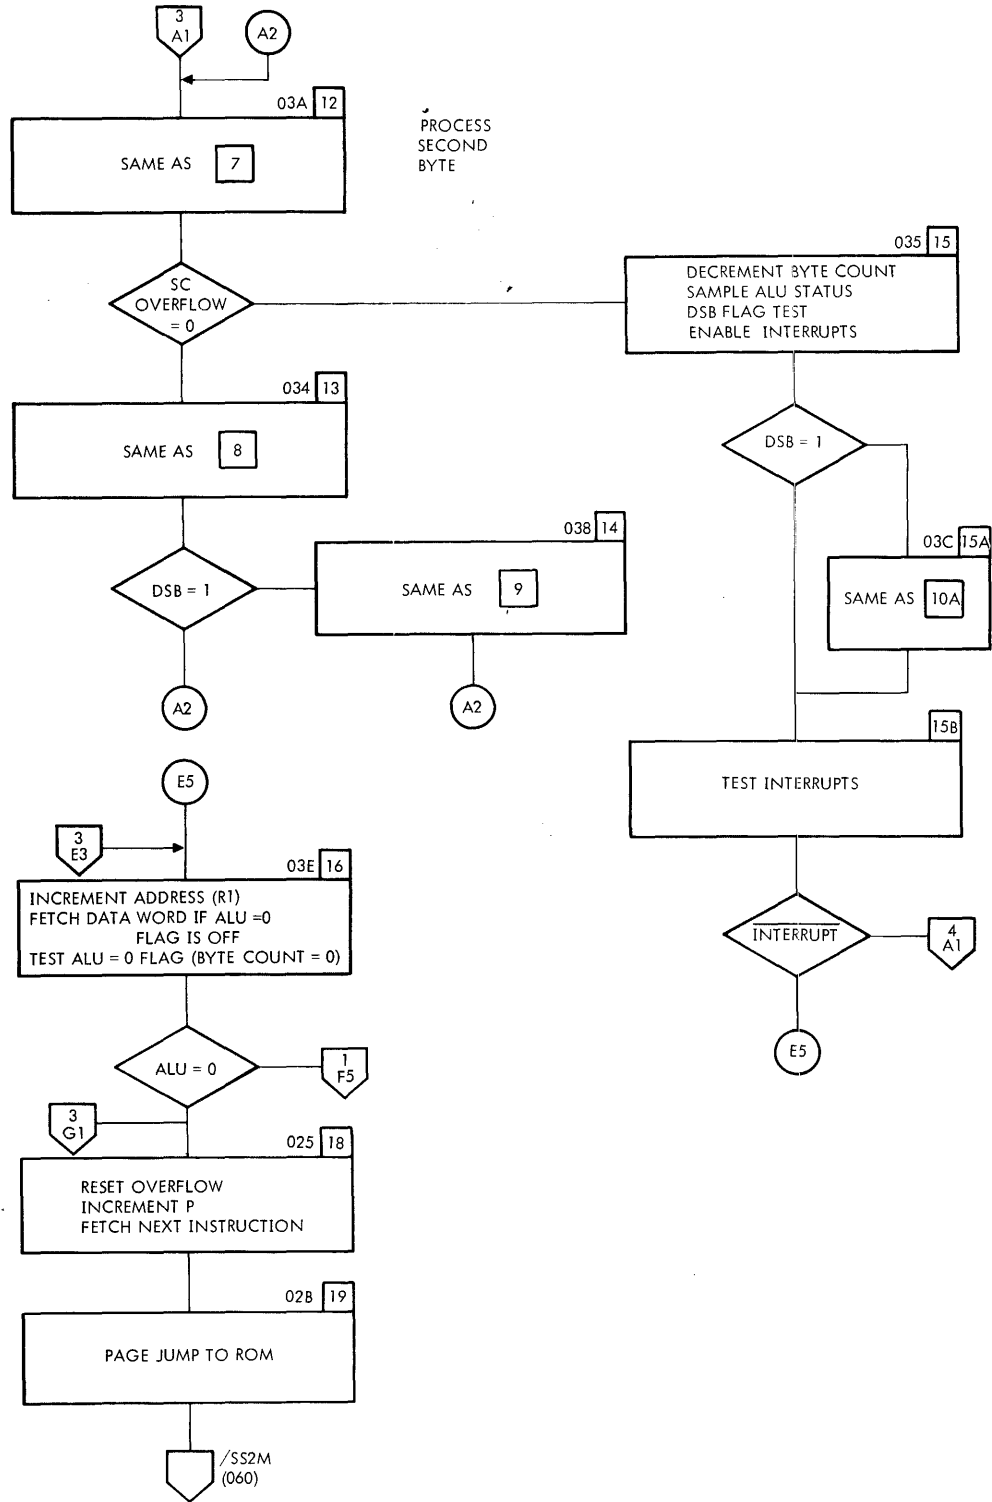 3
A1
A2
03A 12
SAME AS 7
PROCESS
SECOND
BYTE
SC
OVERFLOW
= 0
035 15
DECREMENT BYTE COUNT
SAMPLE ALU STATUS
DSB FLAG TEST
ENABLE INTERRUPTS
034 13
SAME AS 8
DSB = 1
03C 15A
SAME AS 10A
DSB = 1
038 14
SAME AS 9
A2
A2
15B
TEST INTERRUPTS
INTERRUPT
4
A1
E5
E5
3
E3
03E 16
INCREMENT ADDRESS (R1)
FETCH DATA WORD IF ALU =0
FLAG IS OFF
TEST ALU = 0 FLAG (BYTE COUNT = 0)
ALU = 0
1
F5
3
G1
025 18
RESET OVERFLOW
INCREMENT P
FETCH NEXT INSTRUCTION
02B 19
PAGE JUMP TO ROM
/SS2M
(060)